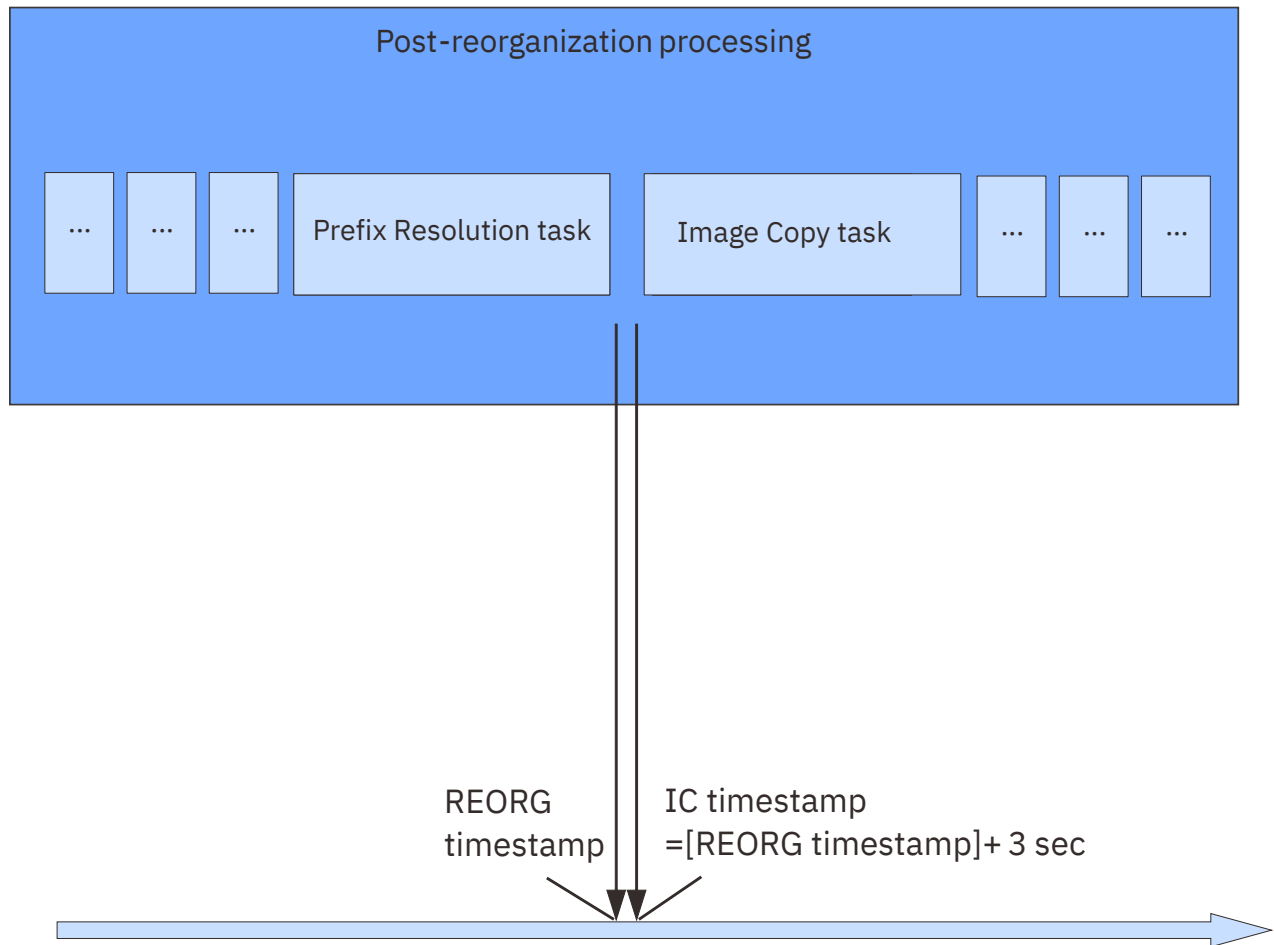 Post-reorganization processing
...
...
...
Prefix Resolution task
Image Copy task
...
...
...
REORG
timestamp
IC timestamp
=[REORG timestamp]+ 3 sec